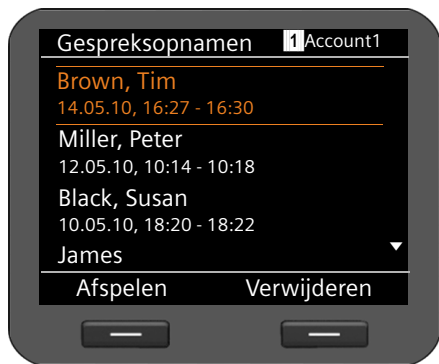 Gespreksopnamen 1 Account1
Brown, Tim
14.05.10, 16:27 - 16:30
Miller, Peter
12.05.10, 10:14 - 10:18
Black, Susan
10.05.10, 18:20 - 18:22
James
Afspelen Verwijderen